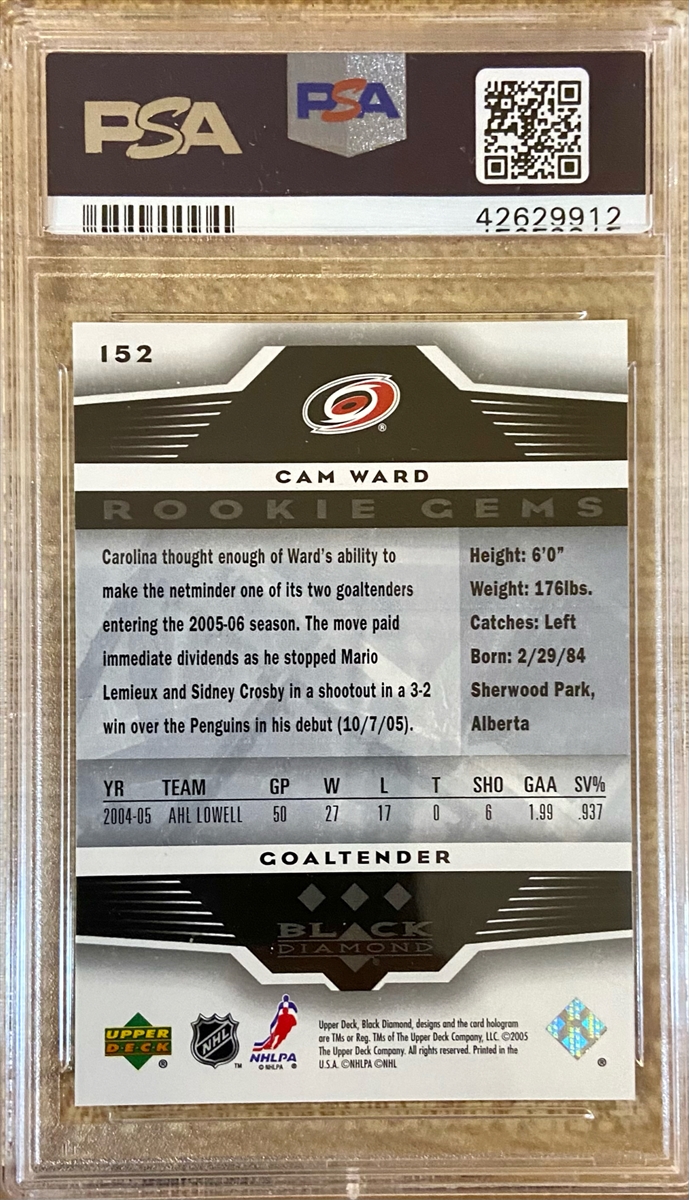 PSA
PSA
42629912
152
®
CAM WARD
ROOKIE GEMS
Carolina thought enough of Ward's ability to
make the netminder one of its two goaltenders
entering the 2005-06 season. The move paid
immediate dividends as he stopped Mario
Lemieux and Sidney Crosby in a shootout in a 3-2
win over the Penguins in his debut (10/7/05).
Height: 6'0"
Weight: 176lbs.
Catches: Left
Born: 2/29/84
Sherwood Park,
Alberta
YR TEAM GP W L T SHO GAA SV%
2004-05 AHL LOWELL 50 27 17 0 6 1.99 .937
GOALTENDER
BLACK
DIAMOND
UPPER
DECK ®
NHL ™
NHLPA
© NHLPA ®
Upper Deck, Black Diamond, designs and the card hologram
are TMs or Reg. TMs of The Upper Deck Company, LLC. ©2005
The Upper Deck Company. All rights reserved. Printed in the
U.S.A. ©NHLPA ©NHL
®